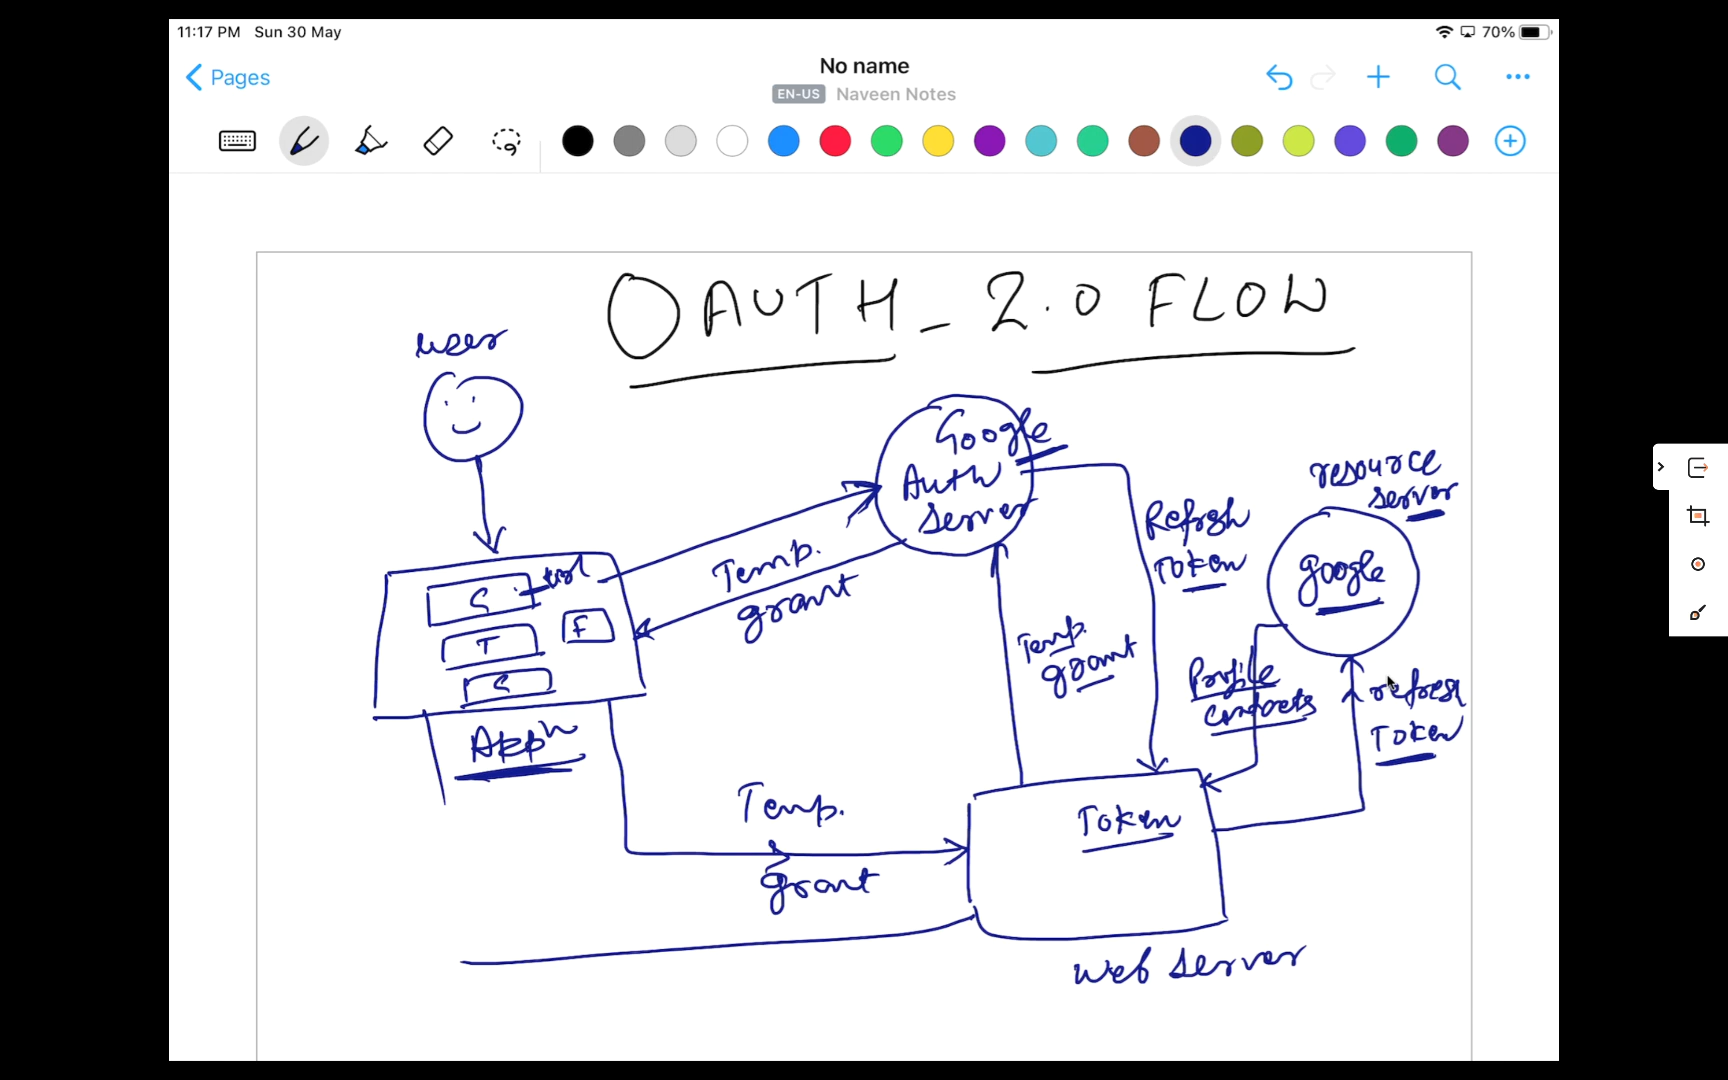 11:17 PM Sun 30 May
70%
Pages
No name
EN-US Naveen Notes
OAUTH_2.0 FLOW
user
Google
Auth
Server
resource
server
google
Refresh
Token
Temp.
grant
url
G
F
T
G
Appn
Temp.
grant
Profile
Contacts
refresh
Token
Temp.
grant
Token
Web Server